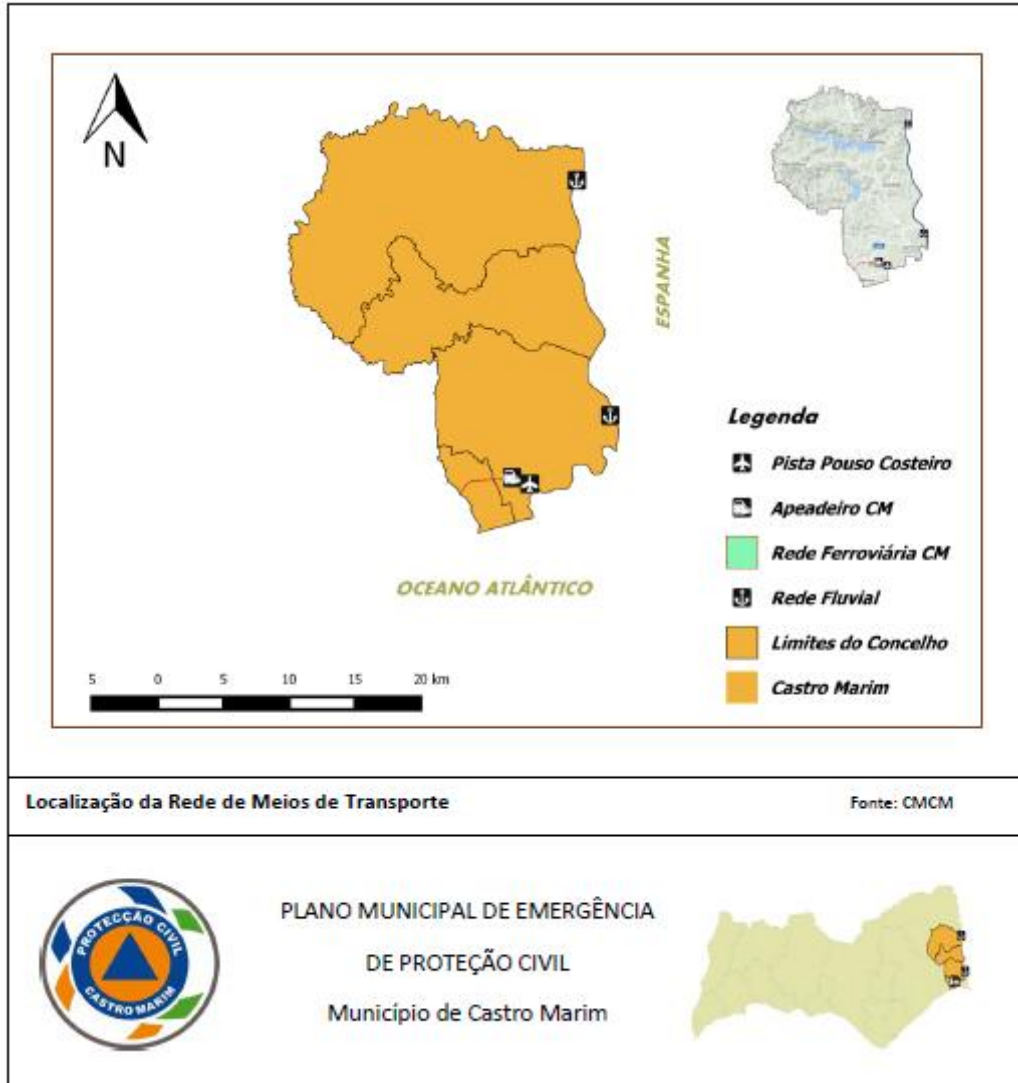 N
ESPANHA
OCEANO ATLÂNTICO
Legenda
Pista Pouso Costeiro
Apeadeiro CM
Rede Ferroviária CM
Rede Fluvial
Limites do Concelho
Castro Marim
5 0 5 10 15 20 km
Localização da Rede de Meios de Transporte
Fonte: CMCM
PROTECÇÃO CIVIL
CASTRO MARIM
PLANO MUNICIPAL DE EMERGÊNCIA
DE PROTEÇÃO CIVIL
Município de Castro Marim